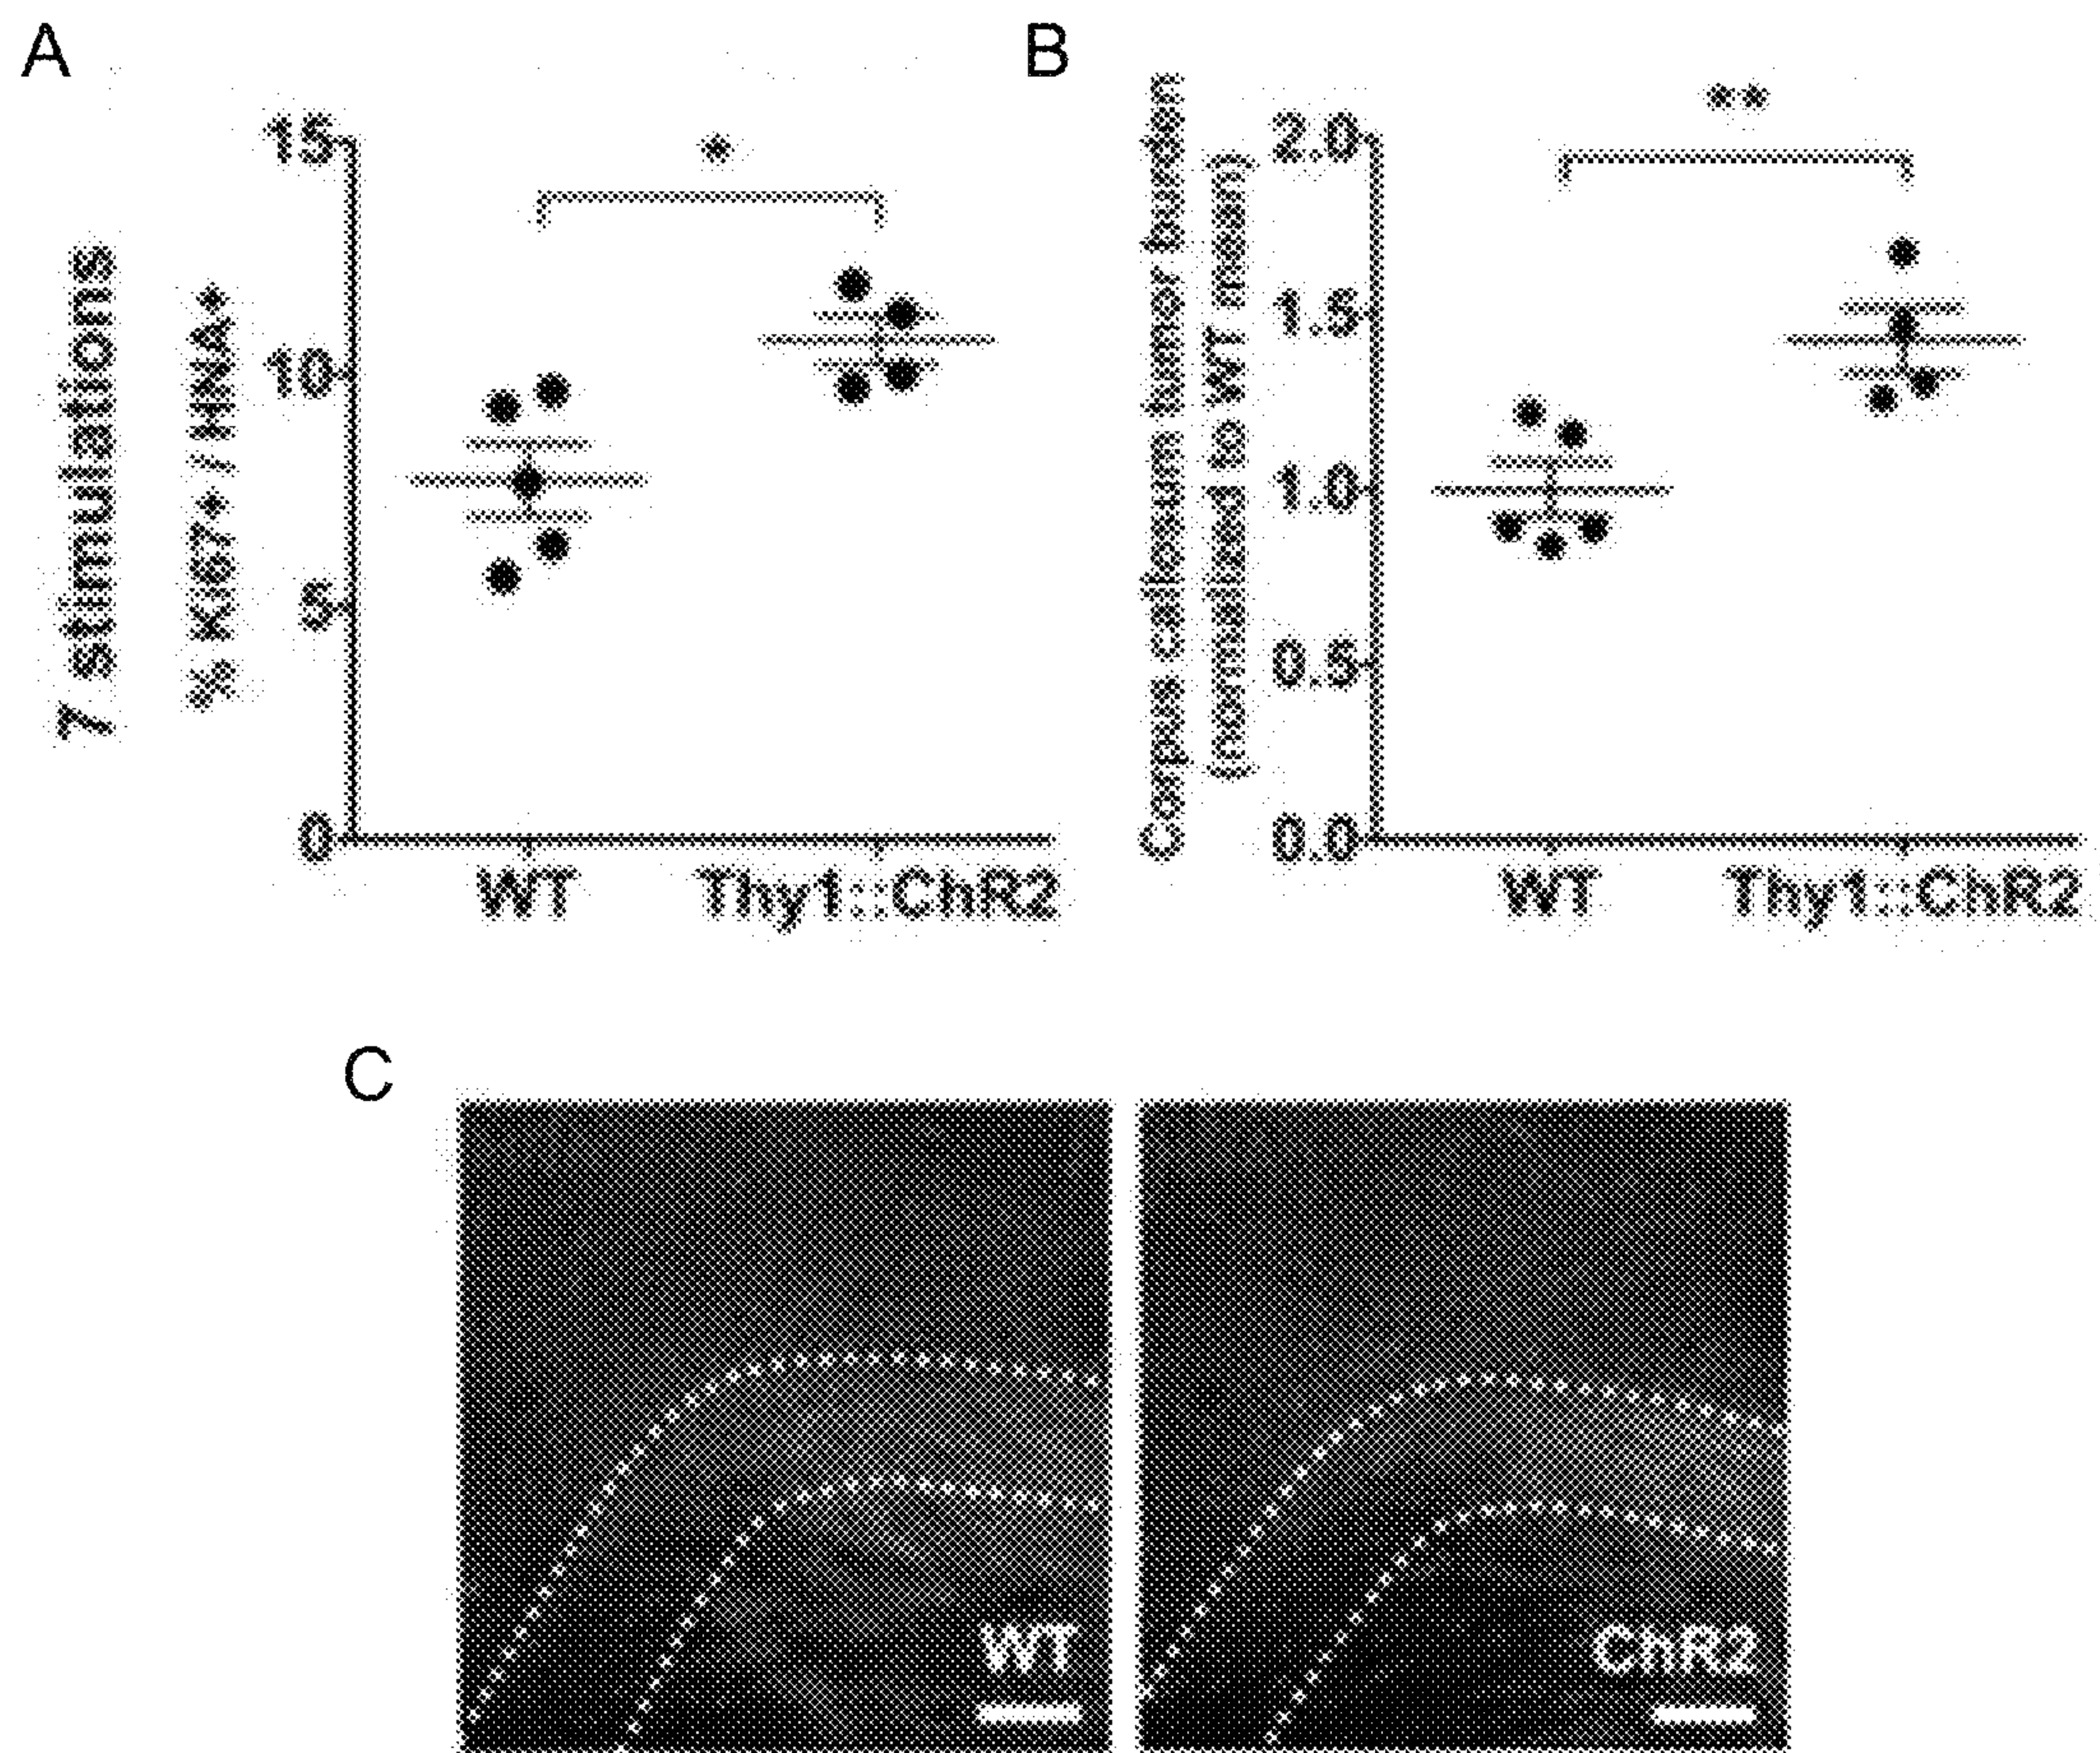 A
7 stimulations
% Ki67+ / HNA+
15
10
5
0
*
WT
Thy1::ChR2
B
Corpus callosum tumor burden
(normalized to WT mean)
2.0
1.5
1.0
0.5
0.0
**
WT
Thy1::ChR2
C
WT
ChR2